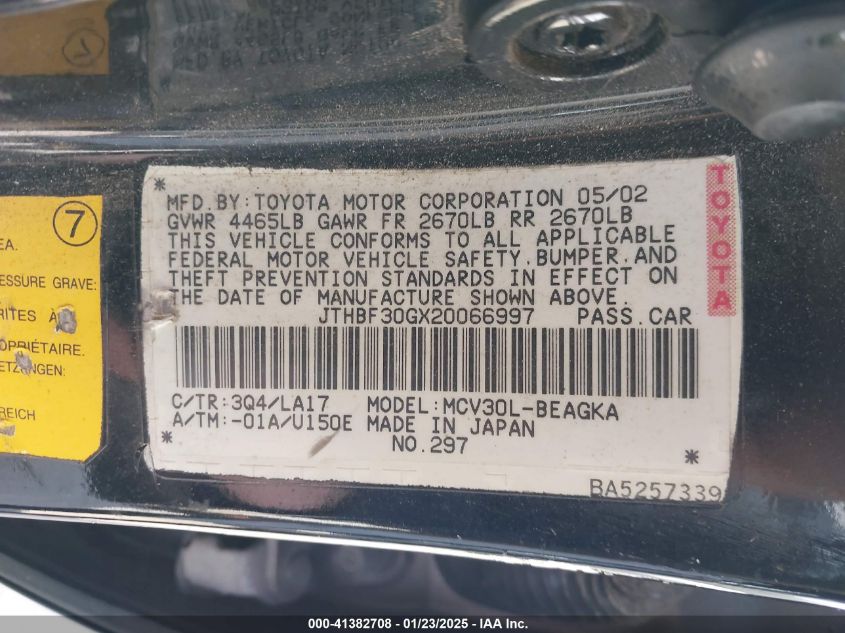 7
EA.
ESSURE GRAVE:
RITES À
OPRIÉTAIRE.
ETZUNGEN:
REICH
* MFD.BY:TOYOTA MOTOR CORPORATION 05/02
GVWR 4465LB GAWR FR 2670LB RR 2670LB
THIS VEHICLE CONFORMS TO ALL APPLICABLE
FEDERAL MOTOR VEHICLE SAFETY,BUMPER,AND
THEFT PREVENTION STANDARDS IN EFFECT ON
THE DATE OF MANUFACTURE SHOWN ABOVE.
JTHBF30GX20066997 PASS.CAR
C/TR:3Q4/LA17 MODEL:MCV30L-BEAGKA
A/TM:-01A/U150E MADE IN JAPAN
* NO.297 *
BA5257339
TOYOTA
000-41382708 - 01/23/2025 - © IAA Holdings, LLC